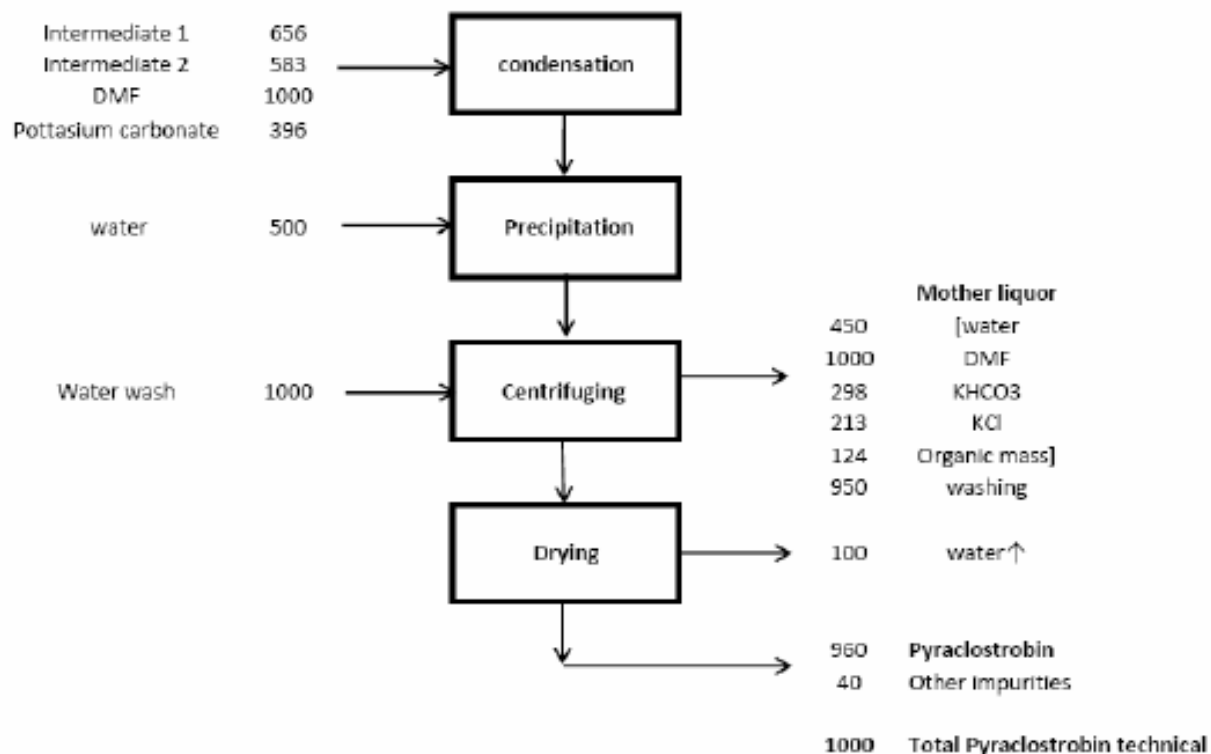 Intermediate 1 656
Intermediate 2 583
DMF 1000
Pottasium carbonate 396
condensation
water 500
Precipitation
Water wash 1000
Centrifuging
Mother liquor
450 [water
1000 DMF
298 KHCO3
213 KCl
124 Organic mass]
950 washing
Drying
100 water↑
960 Pyraclostrobin
40 Other impurities
1000 Total Pyraclostrobin technical